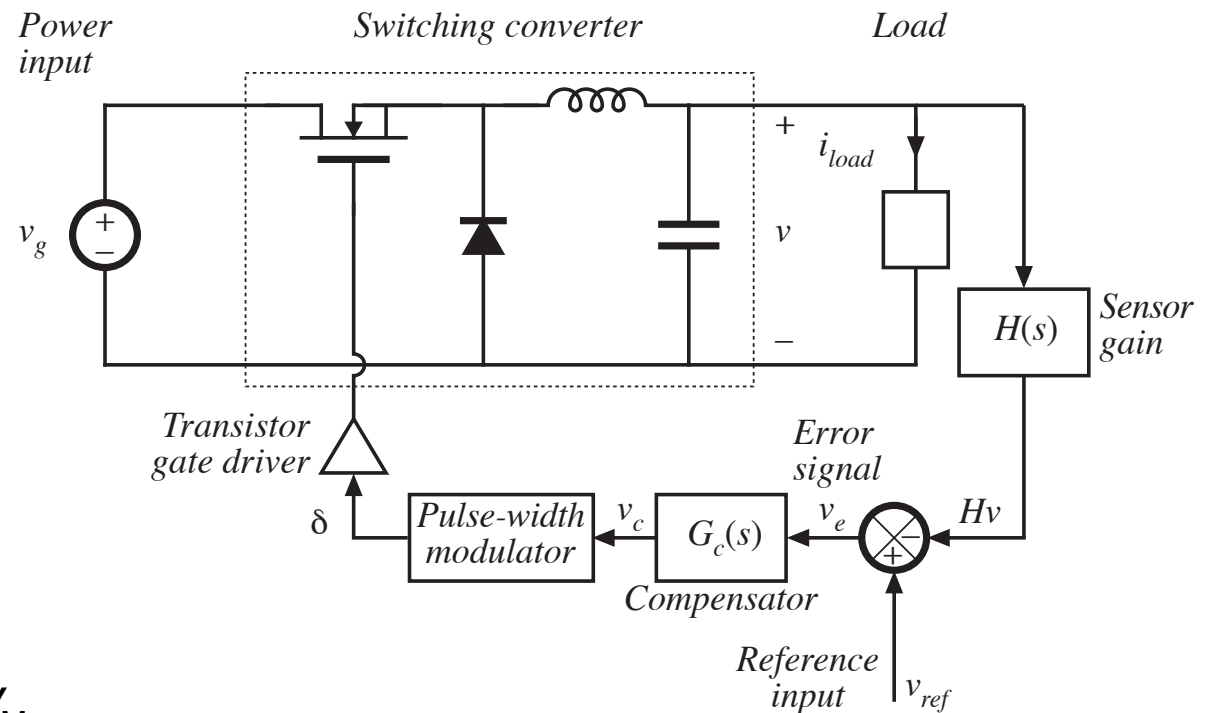 Power
input
Switching converter
Load
+
i_load
v_g
+
–
v
–
H(s)
Sensor
gain
Transistor
gate driver
Error
signal
δ
Pulse-width
modulator
v_c
G_c(s)
v_e
–
+
Hv
Compensator
Reference
input
v_ref